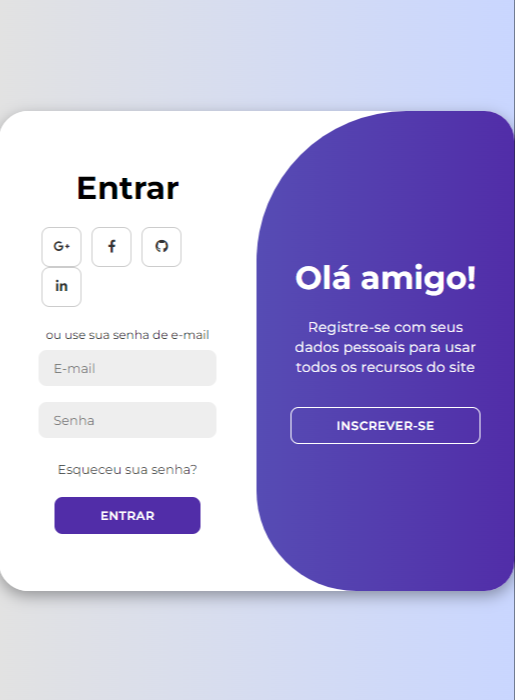 Entrar
G+
f
in
ou use sua senha de e-mail
E-mail
Senha
Esqueceu sua senha?
ENTRAR
Olá amigo!
Registre-se com seus
dados pessoais para usar
todos os recursos do site
INSCREVER-SE